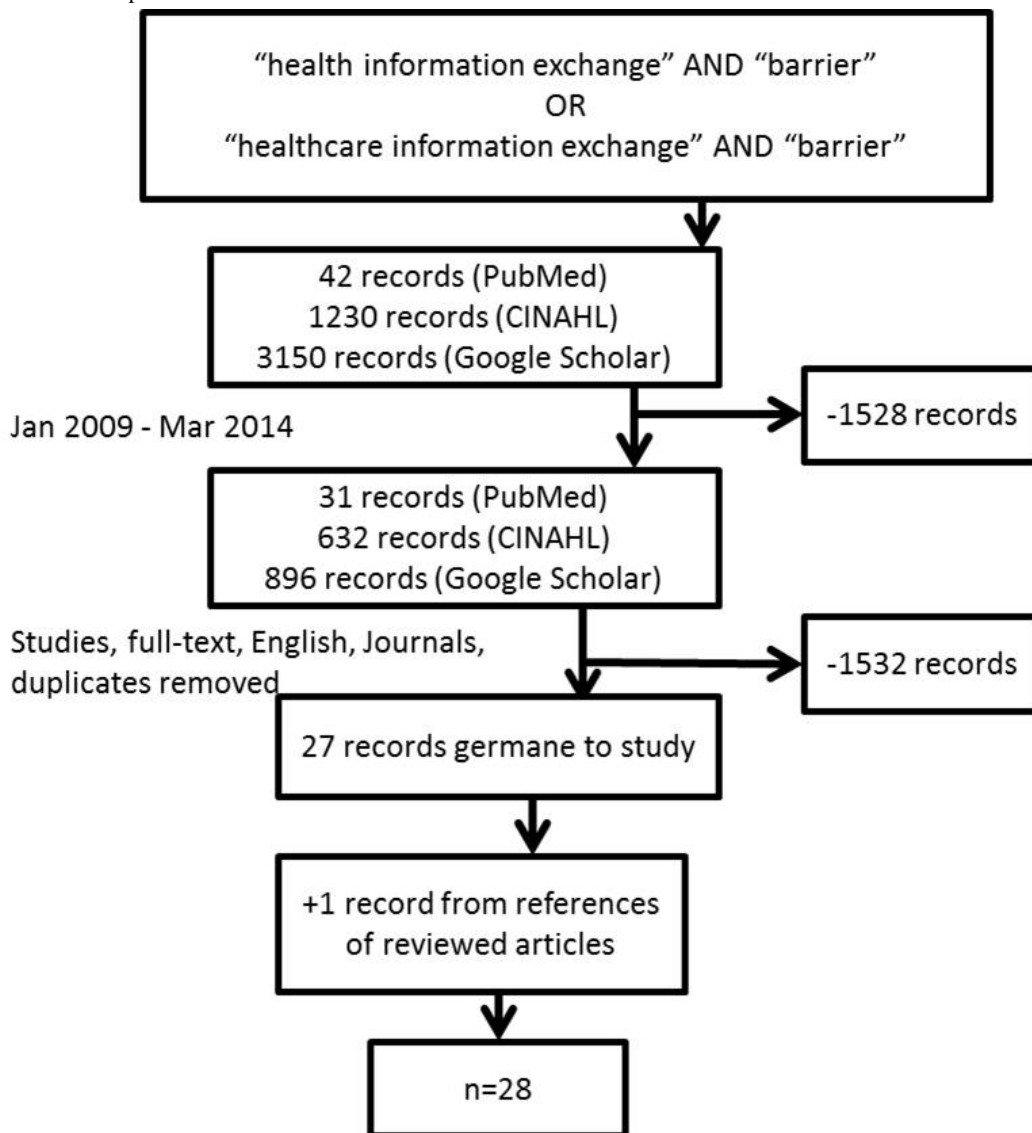 “health information exchange” AND “barrier”
OR
“healthcare information exchange” AND “barrier”
42 records (PubMed)
1230 records (CINAHL)
3150 records (Google Scholar)
-1528 records
Jan 2009 - Mar 2014
31 records (PubMed)
632 records (CINAHL)
896 records (Google Scholar)
Studies, full-text, English, Journals,
duplicates removed
-1532 records
27 records germane to study
+1 record from references
of reviewed articles
n=28